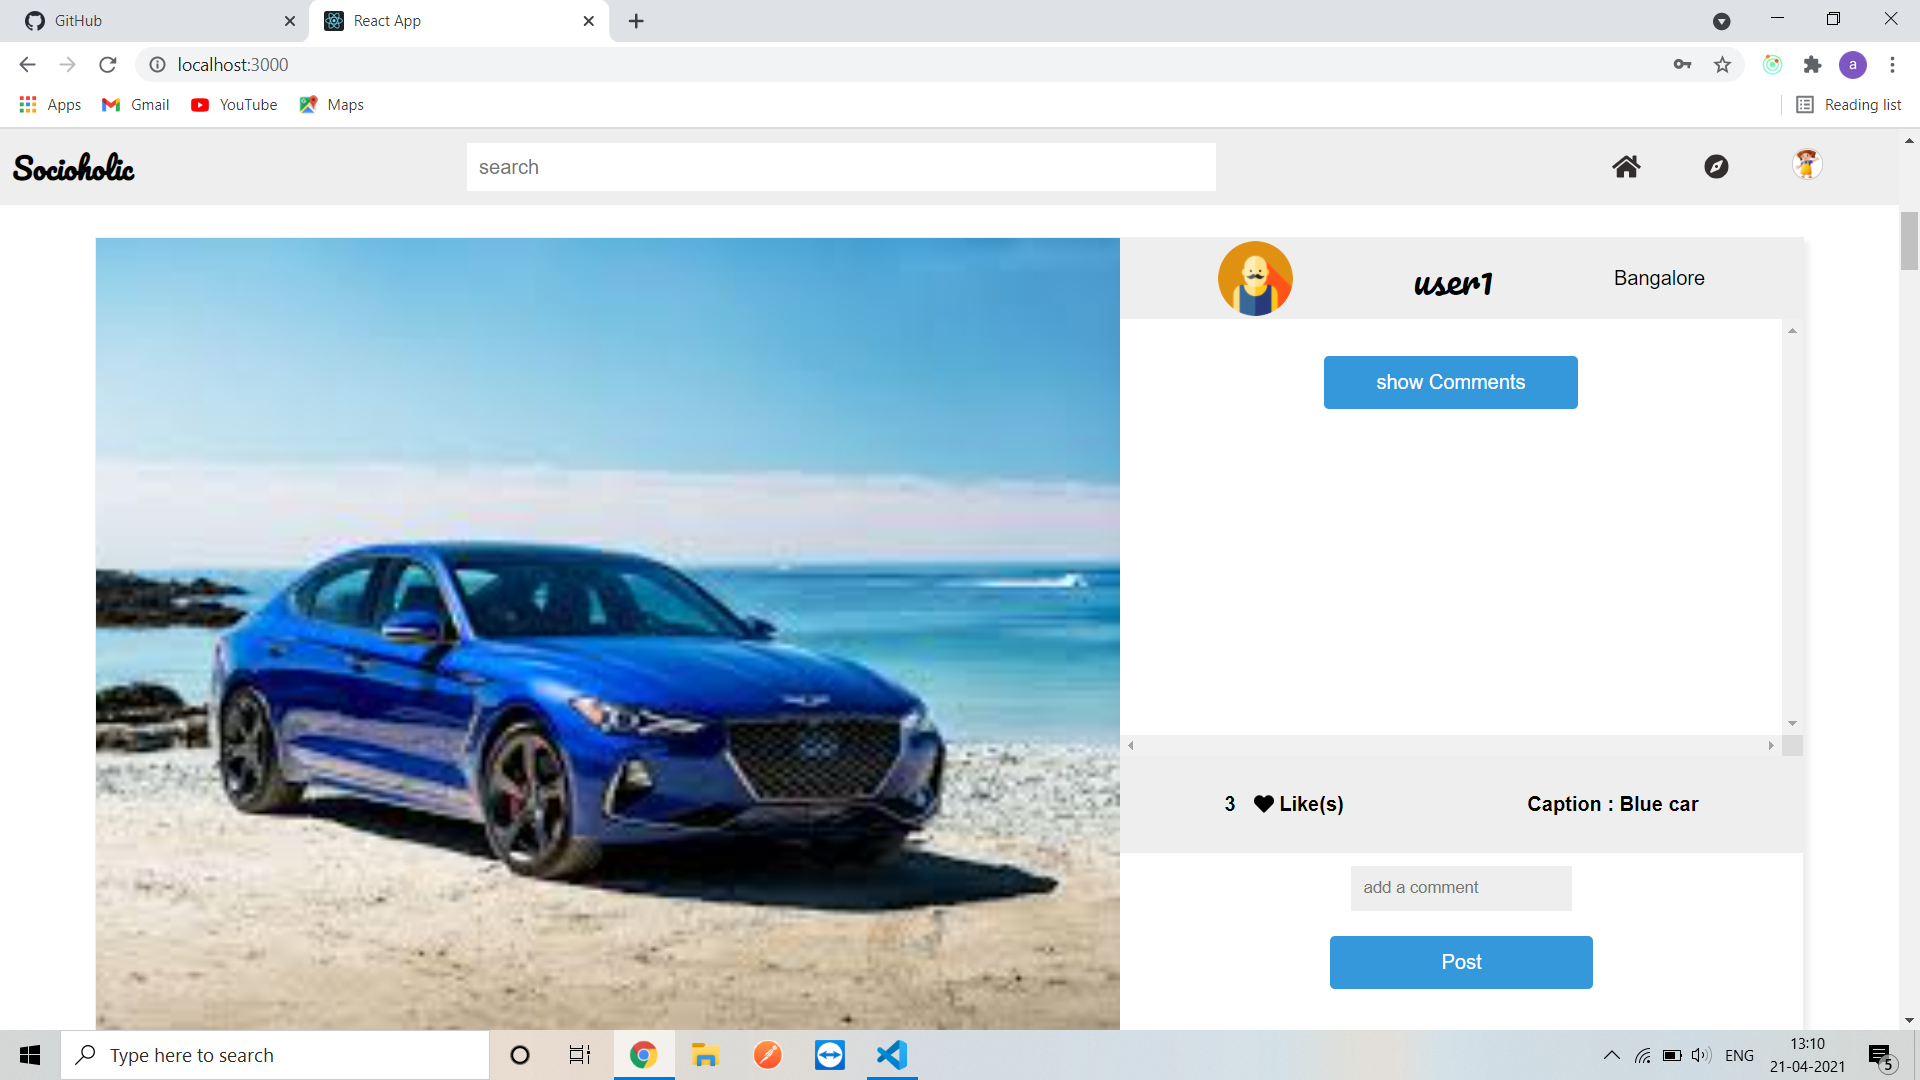 GitHub
React App
localhost:3000
a
Apps
Gmail
YouTube
Maps
Reading list
Socioholic
search
user1
Bangalore
show Comments
3 Like(s)
Caption : Blue car
add a comment
Post
Type here to search
ENG
13:10
21-04-2021
5